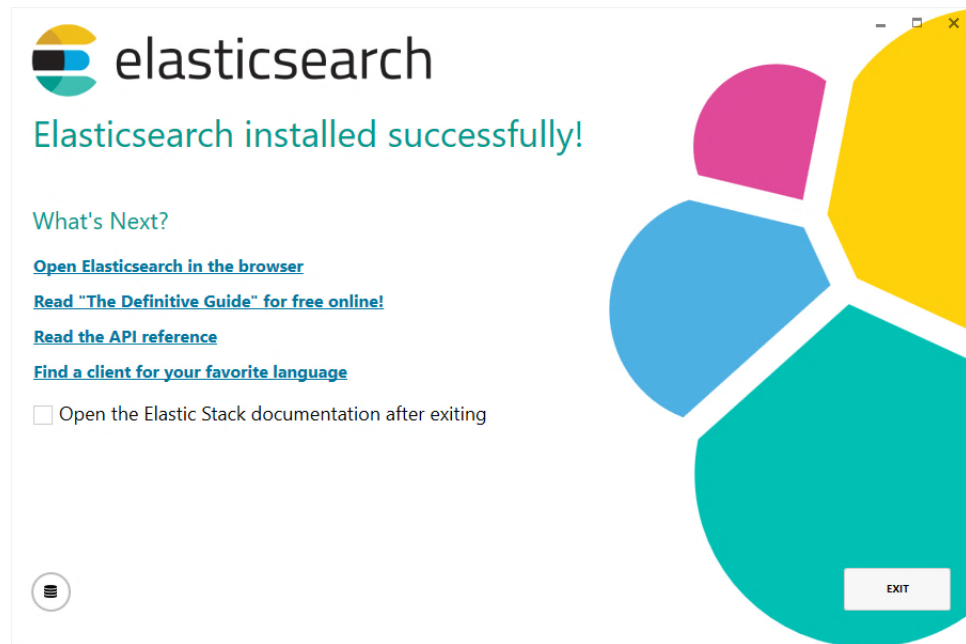 elasticsearch
Elasticsearch installed successfully!
What's Next?
Open Elasticsearch in the browser
Read "The Definitive Guide" for free online!
Read the API reference
Find a client for your favorite language
Open the Elastic Stack documentation after exiting
EXIT